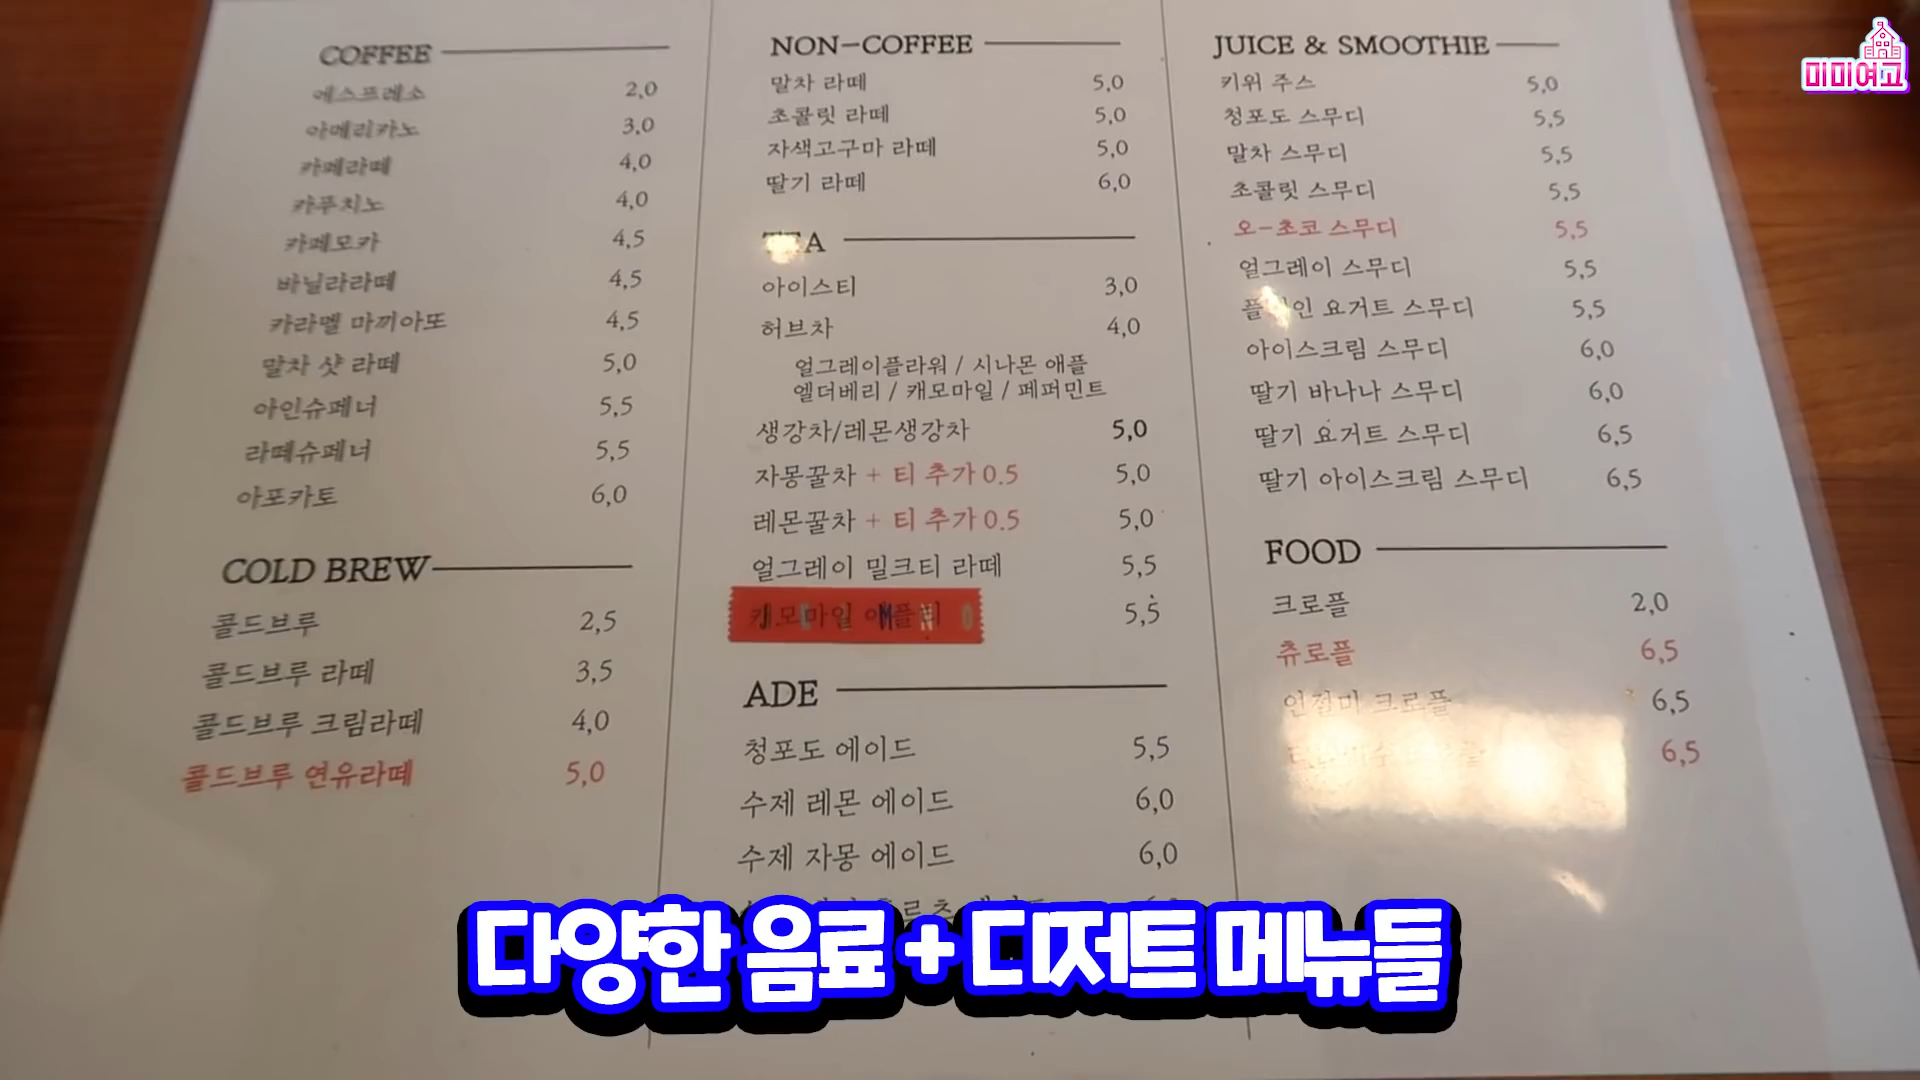 COFFEE
에스프레소 2,0
아메리카노 3,0
카페라떼 4,0
카푸치노 4,0
카페모카 4,5
바닐라라떼 4,5
카라멜 마끼아또 4,5
말차 샷 라떼 5,0
아인슈페너 5,5
라떼슈페너 5,5
아포카토 6,0
COLD BREW
콜드브루 2,5
콜드브루 라떼 3,5
콜드브루 크림라떼 4,0
콜드브루 연유라떼 5,0
NON-COFFEE
말차 라떼 5,0
초콜릿 라떼 5,0
자색고구마 라떼 5,0
딸기 라떼 6,0
TEA
아이스티 3,0
허브차 4,0
얼그레이플라워 / 시나몬 애플
엘더베리 / 캐모마일 / 페퍼민트
생강차/레몬생강차 5,0
자몽꿀차 + 티 추가 0.5 5,0
레몬꿀차 + 티 추가 0.5 5,0
얼그레이 밀크티 라떼 5,5
캐모마일 애플티 5,5
ADE
청포도 에이드 5,5
수제 레몬 에이드 6,0
수제 자몽 에이드 6,0
JUICE & SMOOTHIE
키위 주스 5,0
청포도 스무디 5,5
말차 스무디 5,5
초콜릿 스무디 5,5
오-초코 스무디 5,5
얼그레이 스무디 5,5
플레인 요거트 스무디 5,5
아이스크림 스무디 6,0
딸기 바나나 스무디 6,0
딸기 요거트 스무디 6,5
딸기 아이스크림 스무디 6,5
FOOD
크로플 2,0
츄로플 6,5
인절미 크로플 6,5
6,5
미미여고
다양한 음료 + 디저트 메뉴들